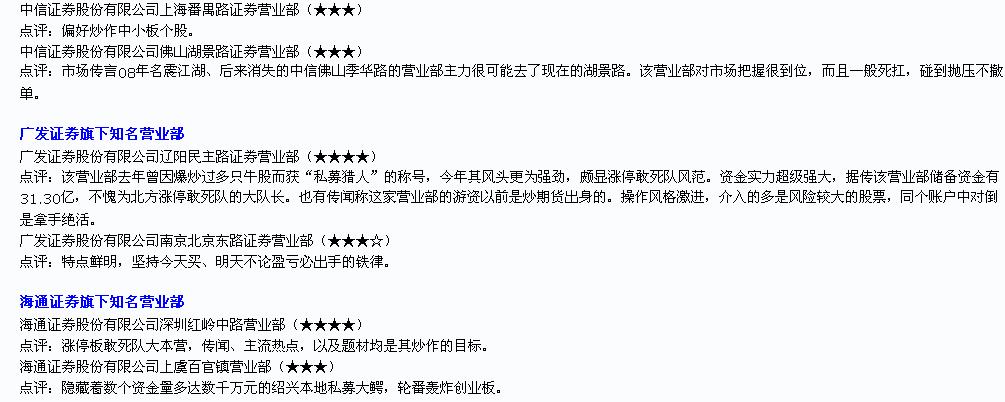 中信证券股份有限公司上海番禺路证券营业部（★★★）
点评：偏好炒作中小板个股。
中信证券股份有限公司佛山湖景路证券营业部（★★★）
点评：市场传言08年名震江湖、后来消失的中信佛山季华路的营业部主力很可能去了现在的湖景路。该营业部对市场把握很到位，而且一般死扛，碰到抛压不撤
单。
广发证券旗下知名营业部
广发证券股份有限公司辽阳民主路证券营业部（★★★★）
点评：该营业部去年曾因爆炒过多只牛股而获“私募猎人”的称号，今年其风头更为强劲，颇显涨停敢死队风范。资金实力超级强大，据传该营业部储备资金有
31.30亿，不愧为北方涨停敢死队的大队长。也有传闻称这家营业部的游资以前是炒期货出身的。操作风格激进，介入的多是风险较大的股票，同个账户中对倒
是拿手绝活。
广发证券股份有限公司南京北京东路证券营业部（★★★☆）
点评：特点鲜明，坚持今天买、明天不论盈亏必出手的铁律。
海通证券旗下知名营业部
海通证券股份有限公司深圳红岭中路营业部（★★★★）
点评：涨停板敢死队大本营，传闻、主流热点，以及题材均是其炒作的目标。
海通证券股份有限公司上虞百官镇营业部（★★★）
点评：隐藏着数个资金量多达数千万元的绍兴本地私募大鳄，轮番轰炸创业板。